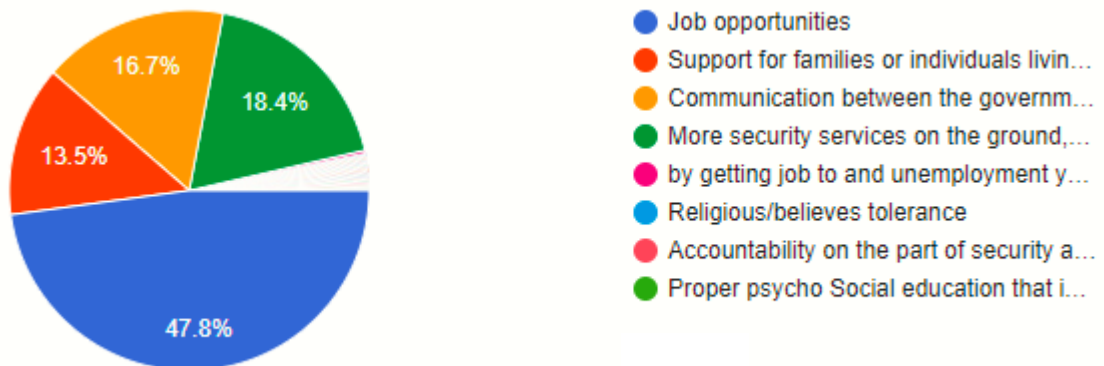 16.7%
18.4%
13.5%
47.8%
Job opportunities
Support for families or individuals livin...
Communication between the governm...
More security services on the ground,...
by getting job to and unemployment y...
Religious/believes tolerance
Accountability on the part of security a...
Proper psycho Social education that i...